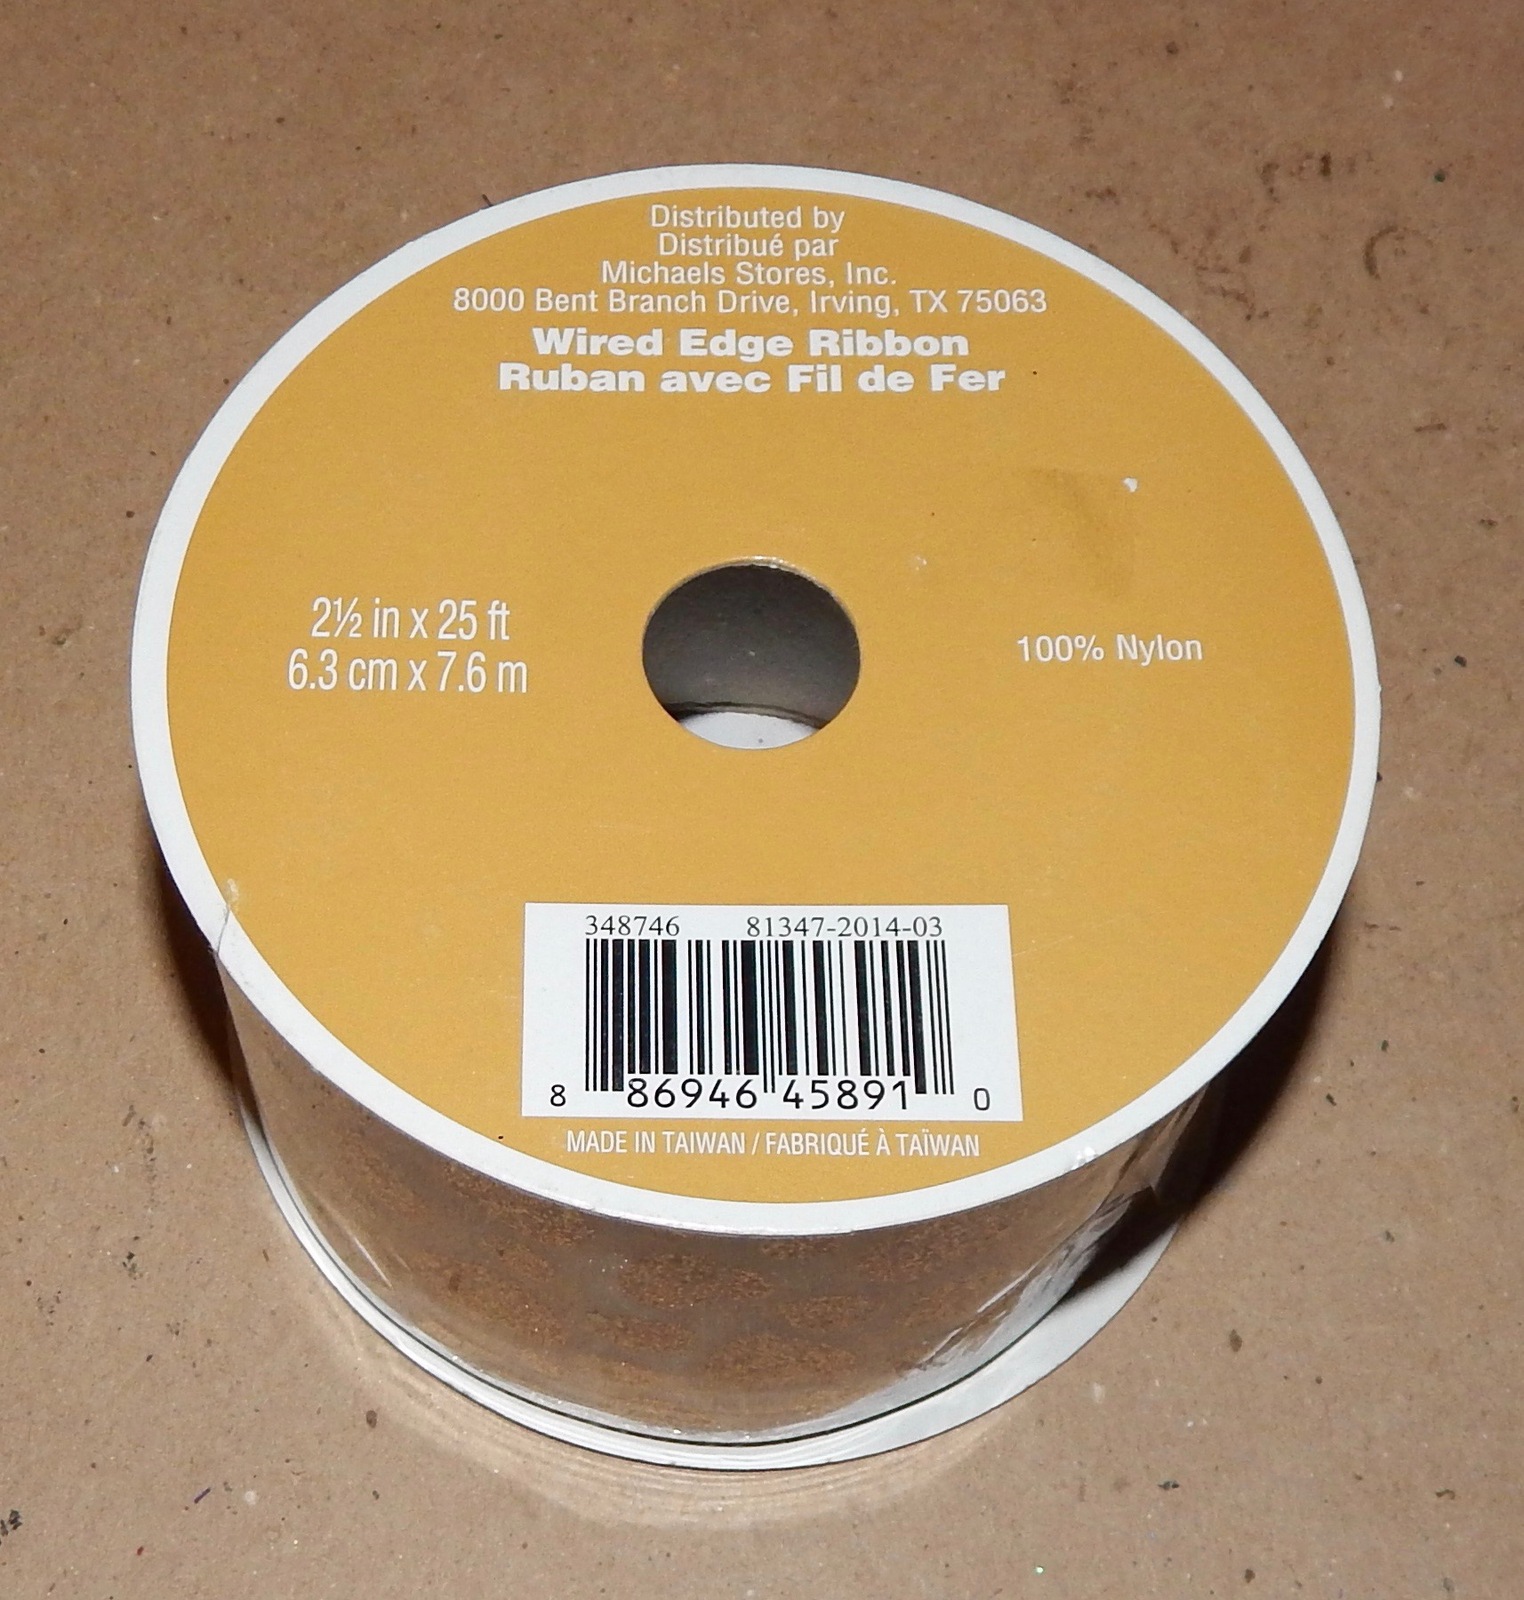 Distributed by
Distribué par
Michaels Stores, Inc.
8000 Bent Branch Drive, Irving, TX 75063
Wired Edge Ribbon
Ruban avec Fil de Fer
2½ in x 25 ft
6.3 cm x 7.6 m
100% Nylon
348746 81347-2014-03
8 86946 45891 0
MADE IN TAIWAN / FABRIQUÉ À TAÏWAN